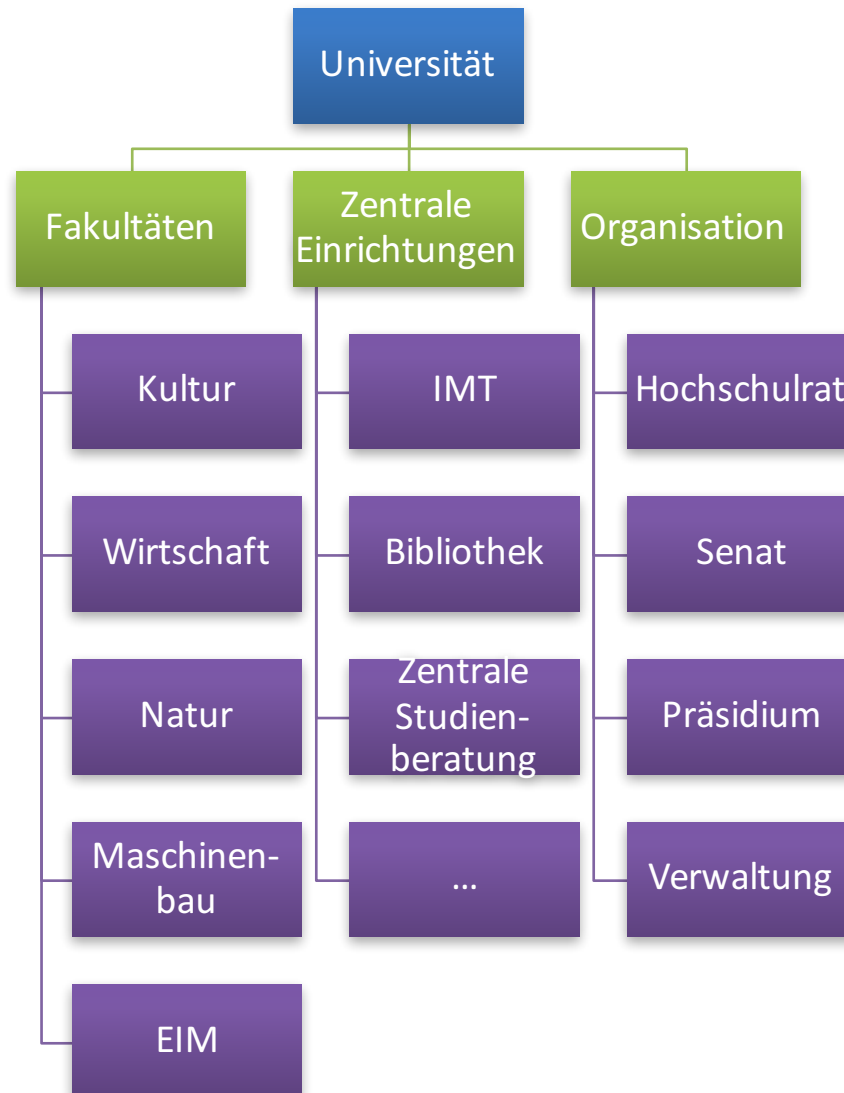 Universität
Fakultäten
Zentrale
Einrichtungen
Organisation
Kultur
IMT
Hochschulrat
Wirtschaft
Bibliothek
Senat
Natur
Zentrale
Studien-
beratung
Präsidium
Maschinen-
bau
...
Verwaltung
EIM